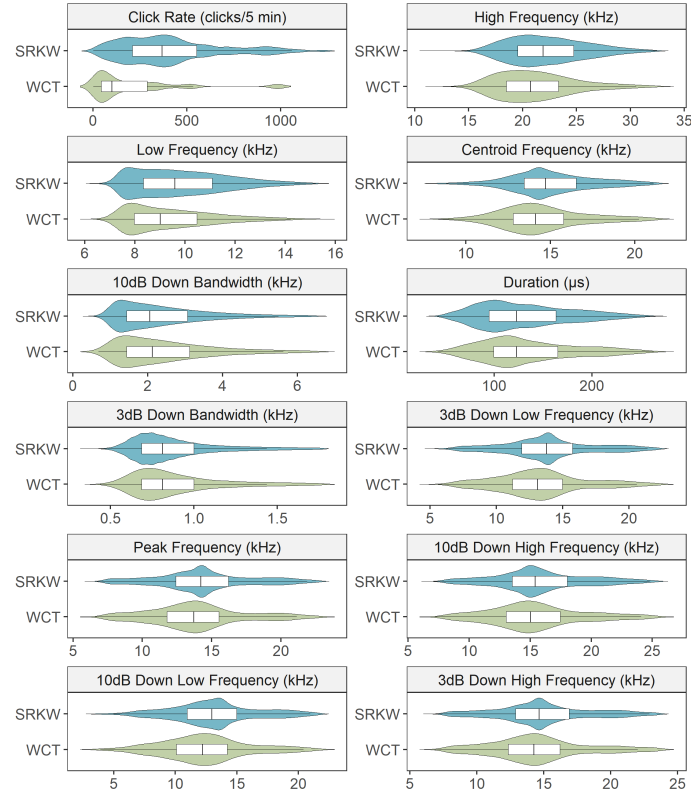 Click Rate (clicks/5 min)
SRKW
WCT
0 500 1000
High Frequency (kHz)
SRKW
WCT
10 15 20 25 30 35
Low Frequency (kHz)
SRKW
WCT
6 8 10 12 14 16
Centroid Frequency (kHz)
SRKW
WCT
10 15 20
10dB Down Bandwidth (kHz)
SRKW
WCT
0 2 4 6
Duration (μs)
SRKW
WCT
100 200
3dB Down Bandwidth (kHz)
SRKW
WCT
0.5 1.0 1.5
3dB Down Low Frequency (kHz)
SRKW
WCT
5 10 15 20
Peak Frequency (kHz)
SRKW
WCT
5 10 15 20
10dB Down High Frequency (kHz)
SRKW
WCT
5 10 15 20 25
10dB Down Low Frequency (kHz)
SRKW
WCT
5 10 15 20
3dB Down High Frequency (kHz)
SRKW
WCT
5 10 15 20 25